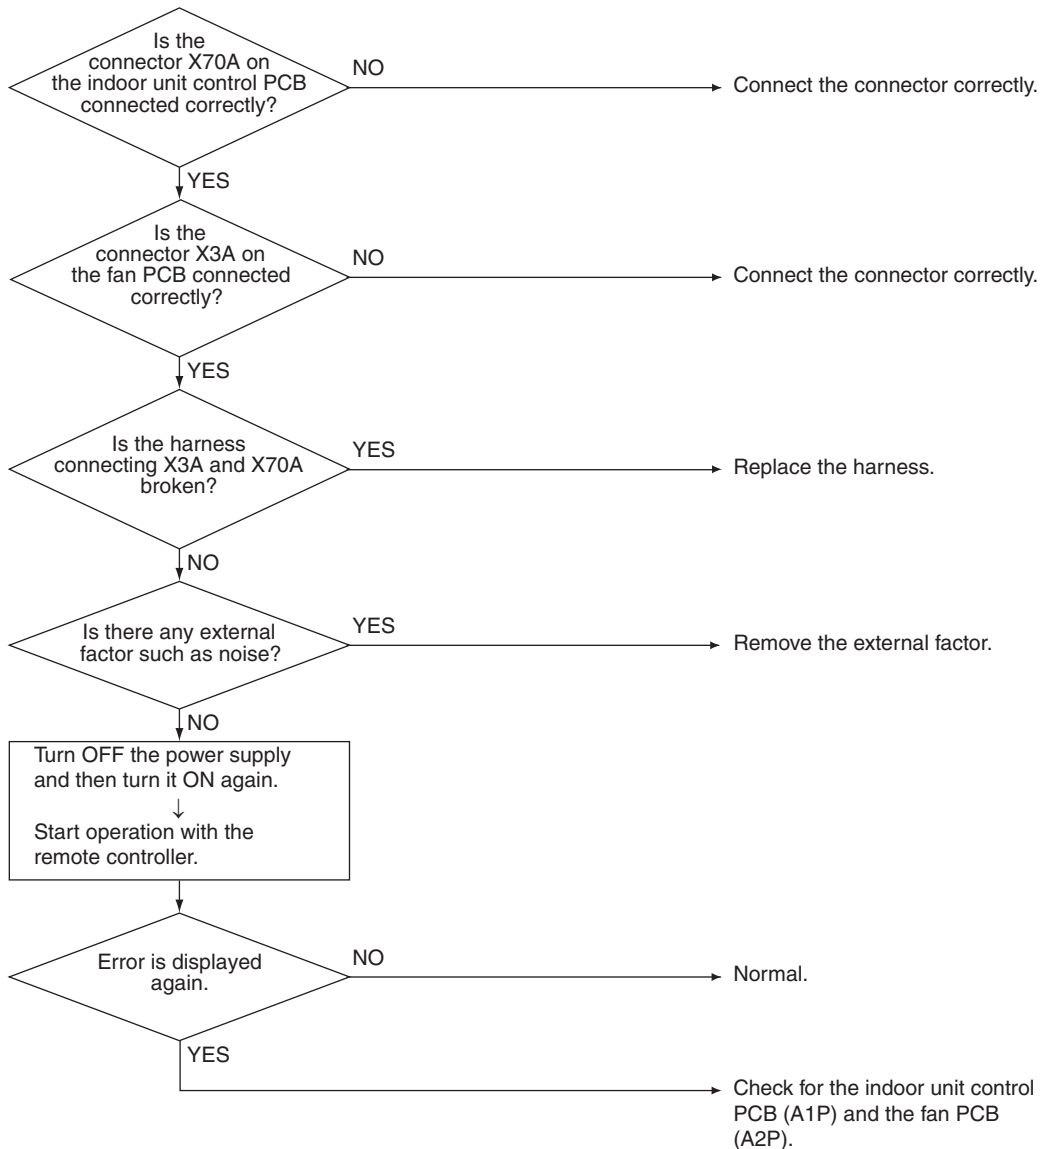 Is the
connector X70A on
the indoor unit control PCB
connected correctly?
NO
Connect the connector correctly.
YES
Is the
connector X3A on
the fan PCB connected
correctly?
NO
Connect the connector correctly.
YES
Is the harness
connecting X3A and X70A
broken?
YES
Replace the harness.
NO
Is there any external
factor such as noise?
YES
Remove the external factor.
NO
Turn OFF the power supply
and then turn it ON again.
↓
Start operation with the
remote controller.
Error is displayed
again.
NO
Normal.
YES
Check for the indoor unit control
PCB (A1P) and the fan PCB
(A2P).